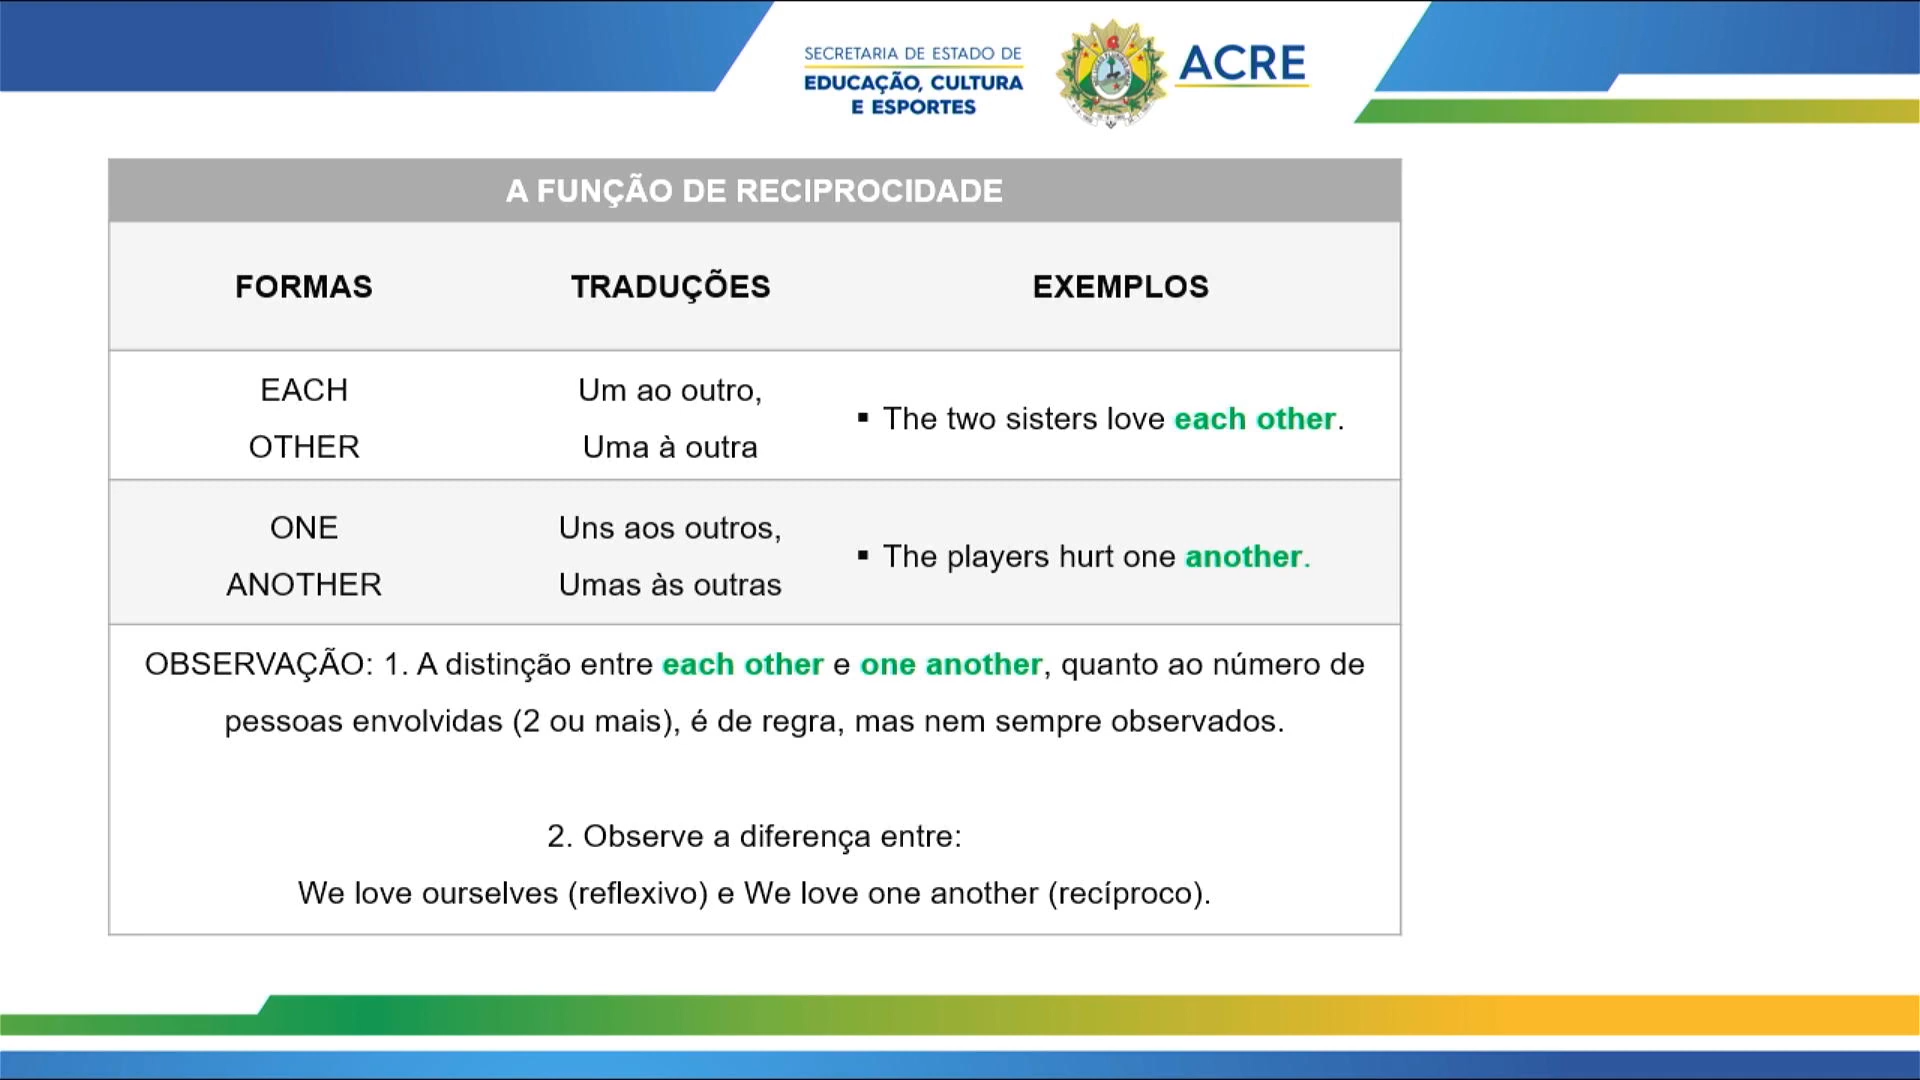 SECRETARIA DE ESTADO DE
EDUCAÇÃO, CULTURA
E ESPORTES
ACRE
A FUNÇÃO DE RECIPROCIDADE
FORMAS
TRADUÇÕES
EXEMPLOS
EACH
OTHER
Um ao outro,
Uma à outra
▪ The two sisters love each other.
ONE
ANOTHER
Uns aos outros,
Umas às outras
▪ The players hurt one another.
OBSERVAÇÃO: 1. A distinção entre each other e one another, quanto ao número de
pessoas envolvidas (2 ou mais), é de regra, mas nem sempre observados.
2. Observe a diferença entre:
We love ourselves (reflexivo) e We love one another (recíproco).